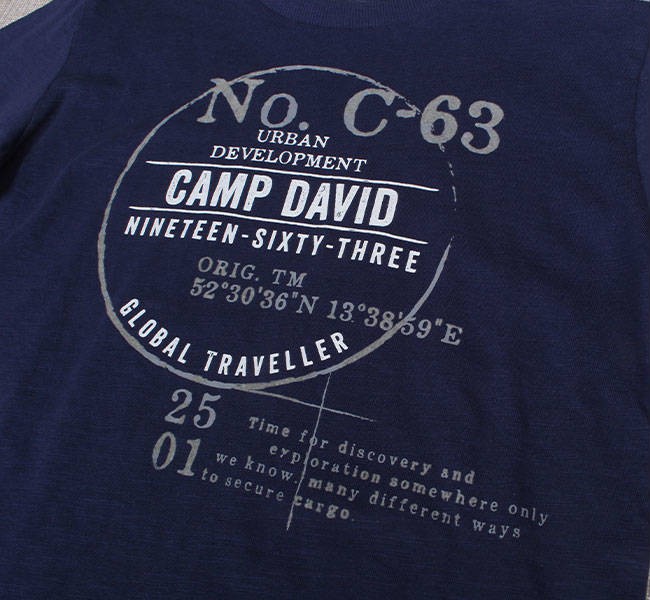 No. C-63
URBAN
DEVELOPMENT
CAMP DAVID
NINETEEN-SIXTY-THREE
ORIG. TM
52°30'36"N 13°38'59"E
GLOBAL TRAVELLER
25
01
Time for discovery and
exploration somewhere only
we know. many different ways
to secure cargo.